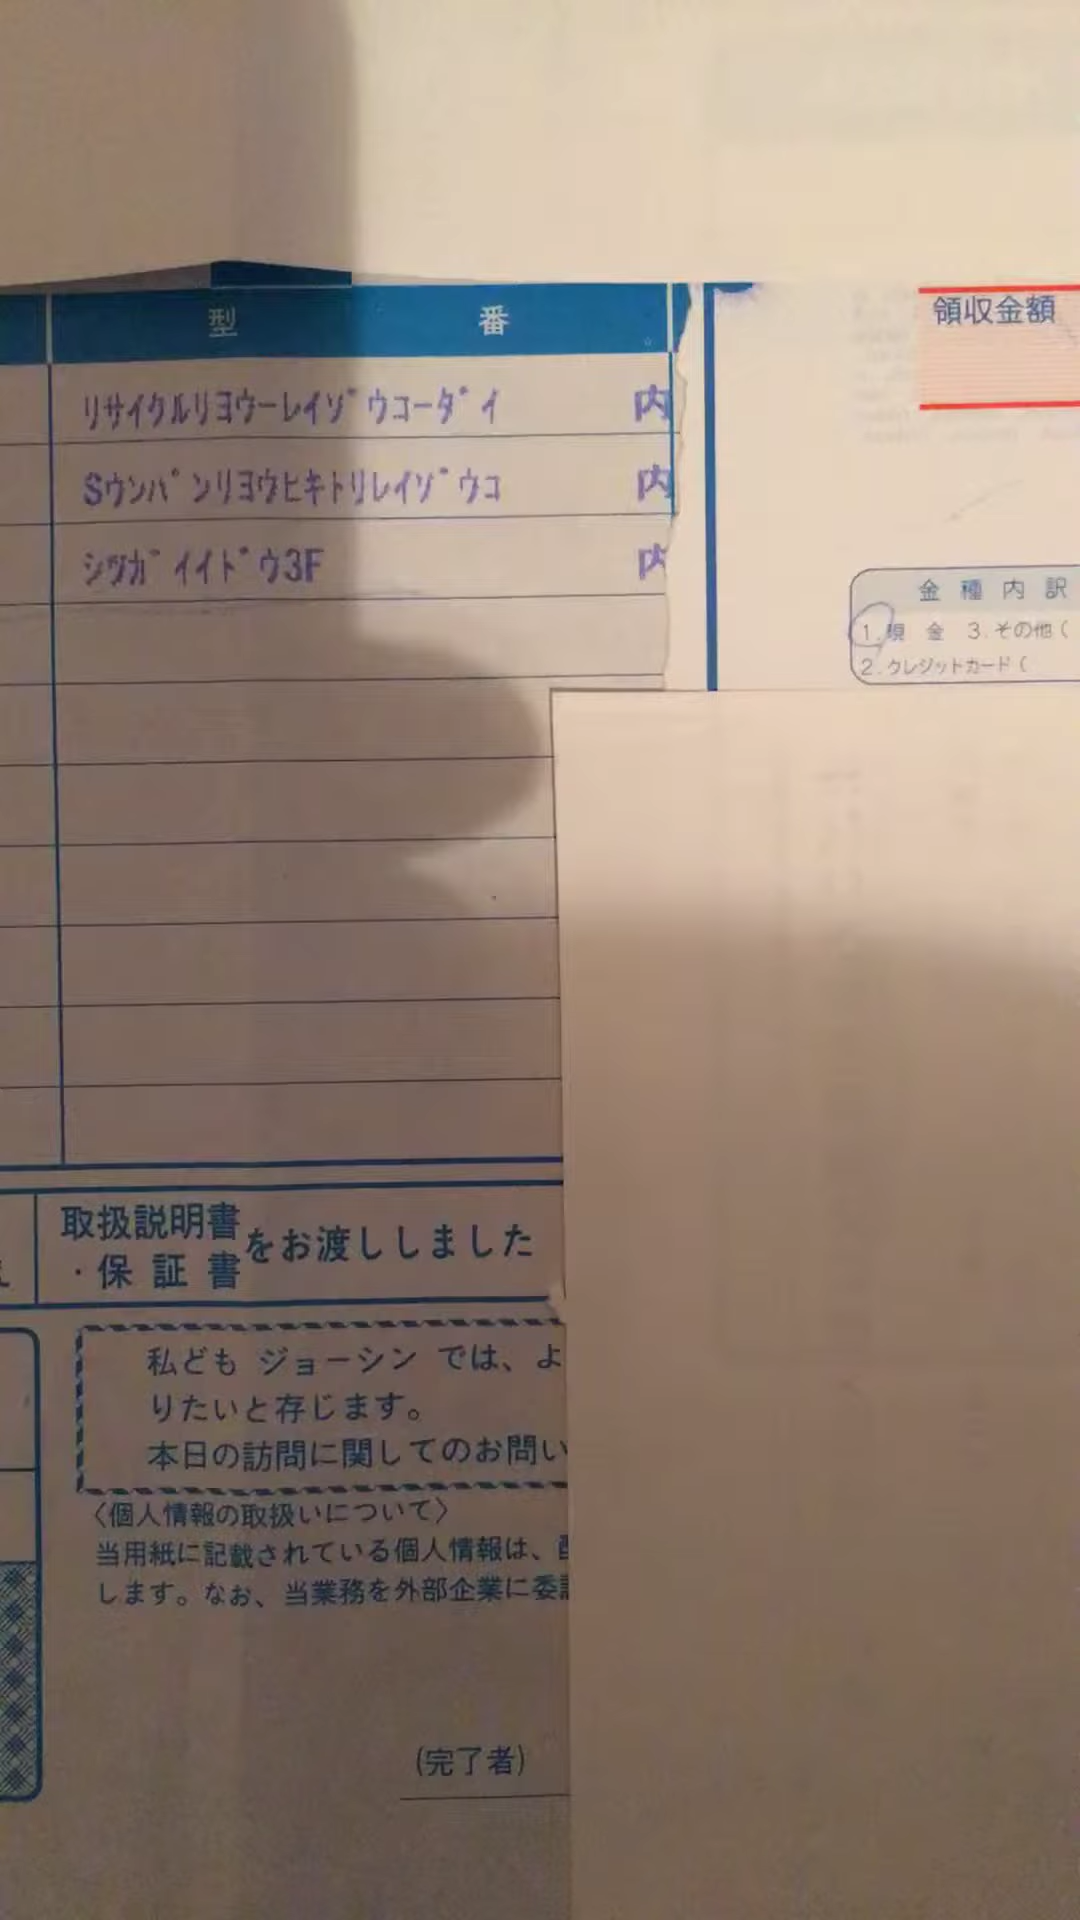 型番
領収金額
リサイクルリヨウーレイゾウコーダイ 内
Sウンパンリヨウヒキトリレイゾウコ 内
シツガイイドウ3F 内
金種内訳
1.現金 3.その他(
2.クレジットカード(
取扱説明書
・保証書
をお渡ししました
私ども ジョーシン では、よ
りたいと存じます。
本日の訪問に関してのお問い
〈個人情報の取扱いについて〉
当用紙に記載されている個人情報は、
します。なお、当業務を外部企業に委
(完了者)